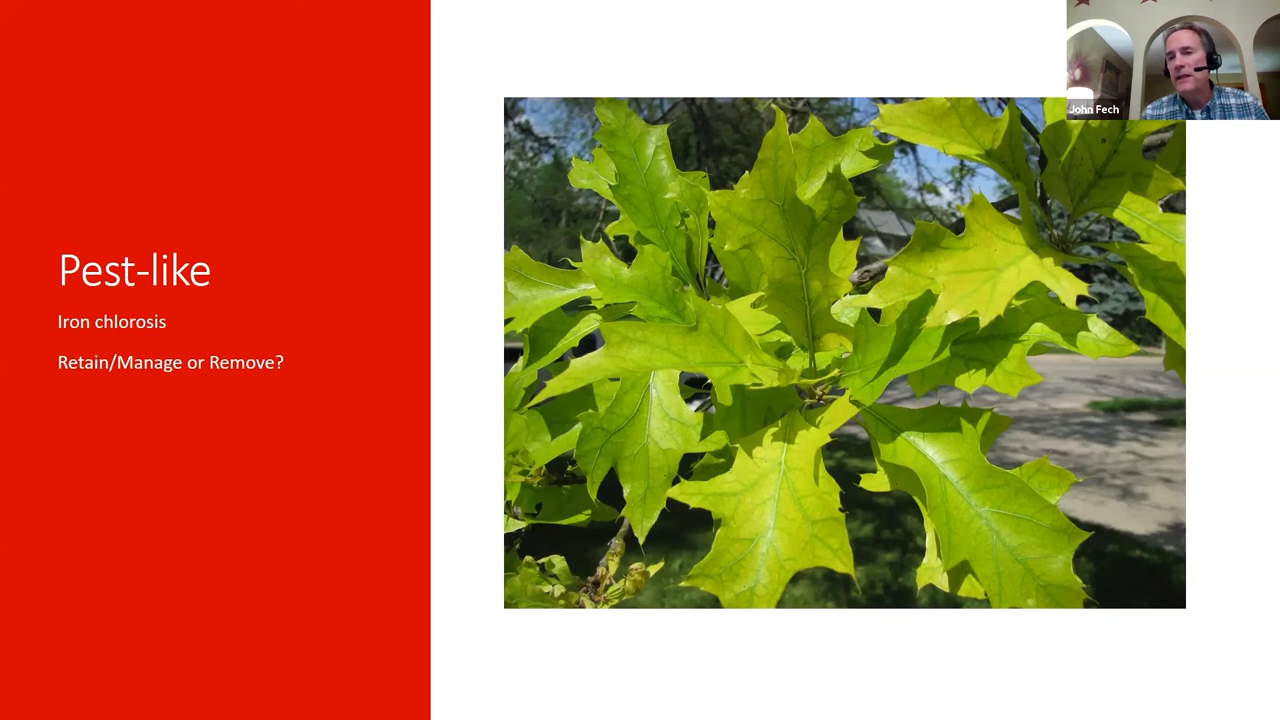 John Fech
Pest-like
Iron chlorosis
Retain/Manage or Remove?